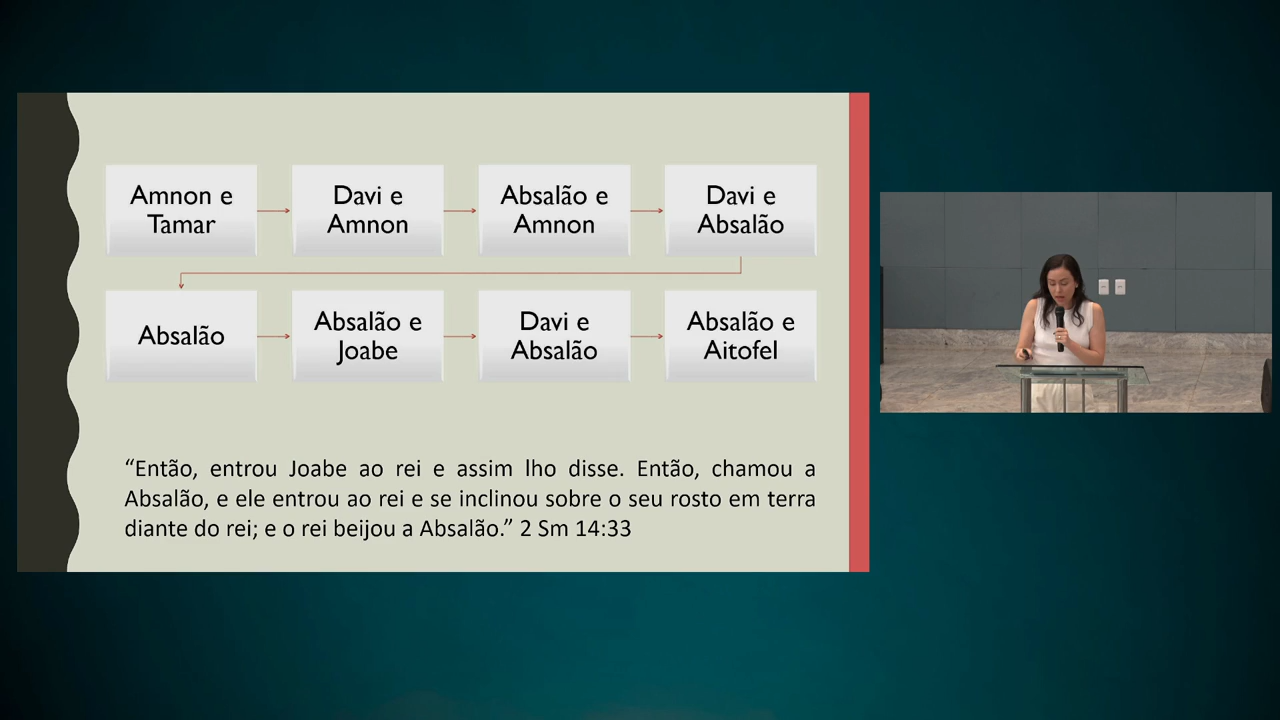 Amnon e
Tamar
Davi e
Amnon
Absalão e
Amnon
Davi e
Absalão
Absalão
Absalão e
Joabe
Davi e
Absalão
Absalão e
Aitofel
“Então, entrou Joabe ao rei e assim lho disse. Então, chamou a
Absalão, e ele entrou ao rei e se inclinou sobre o seu rosto em terra
diante do rei; e o rei beijou a Absalão.” 2 Sm 14:33